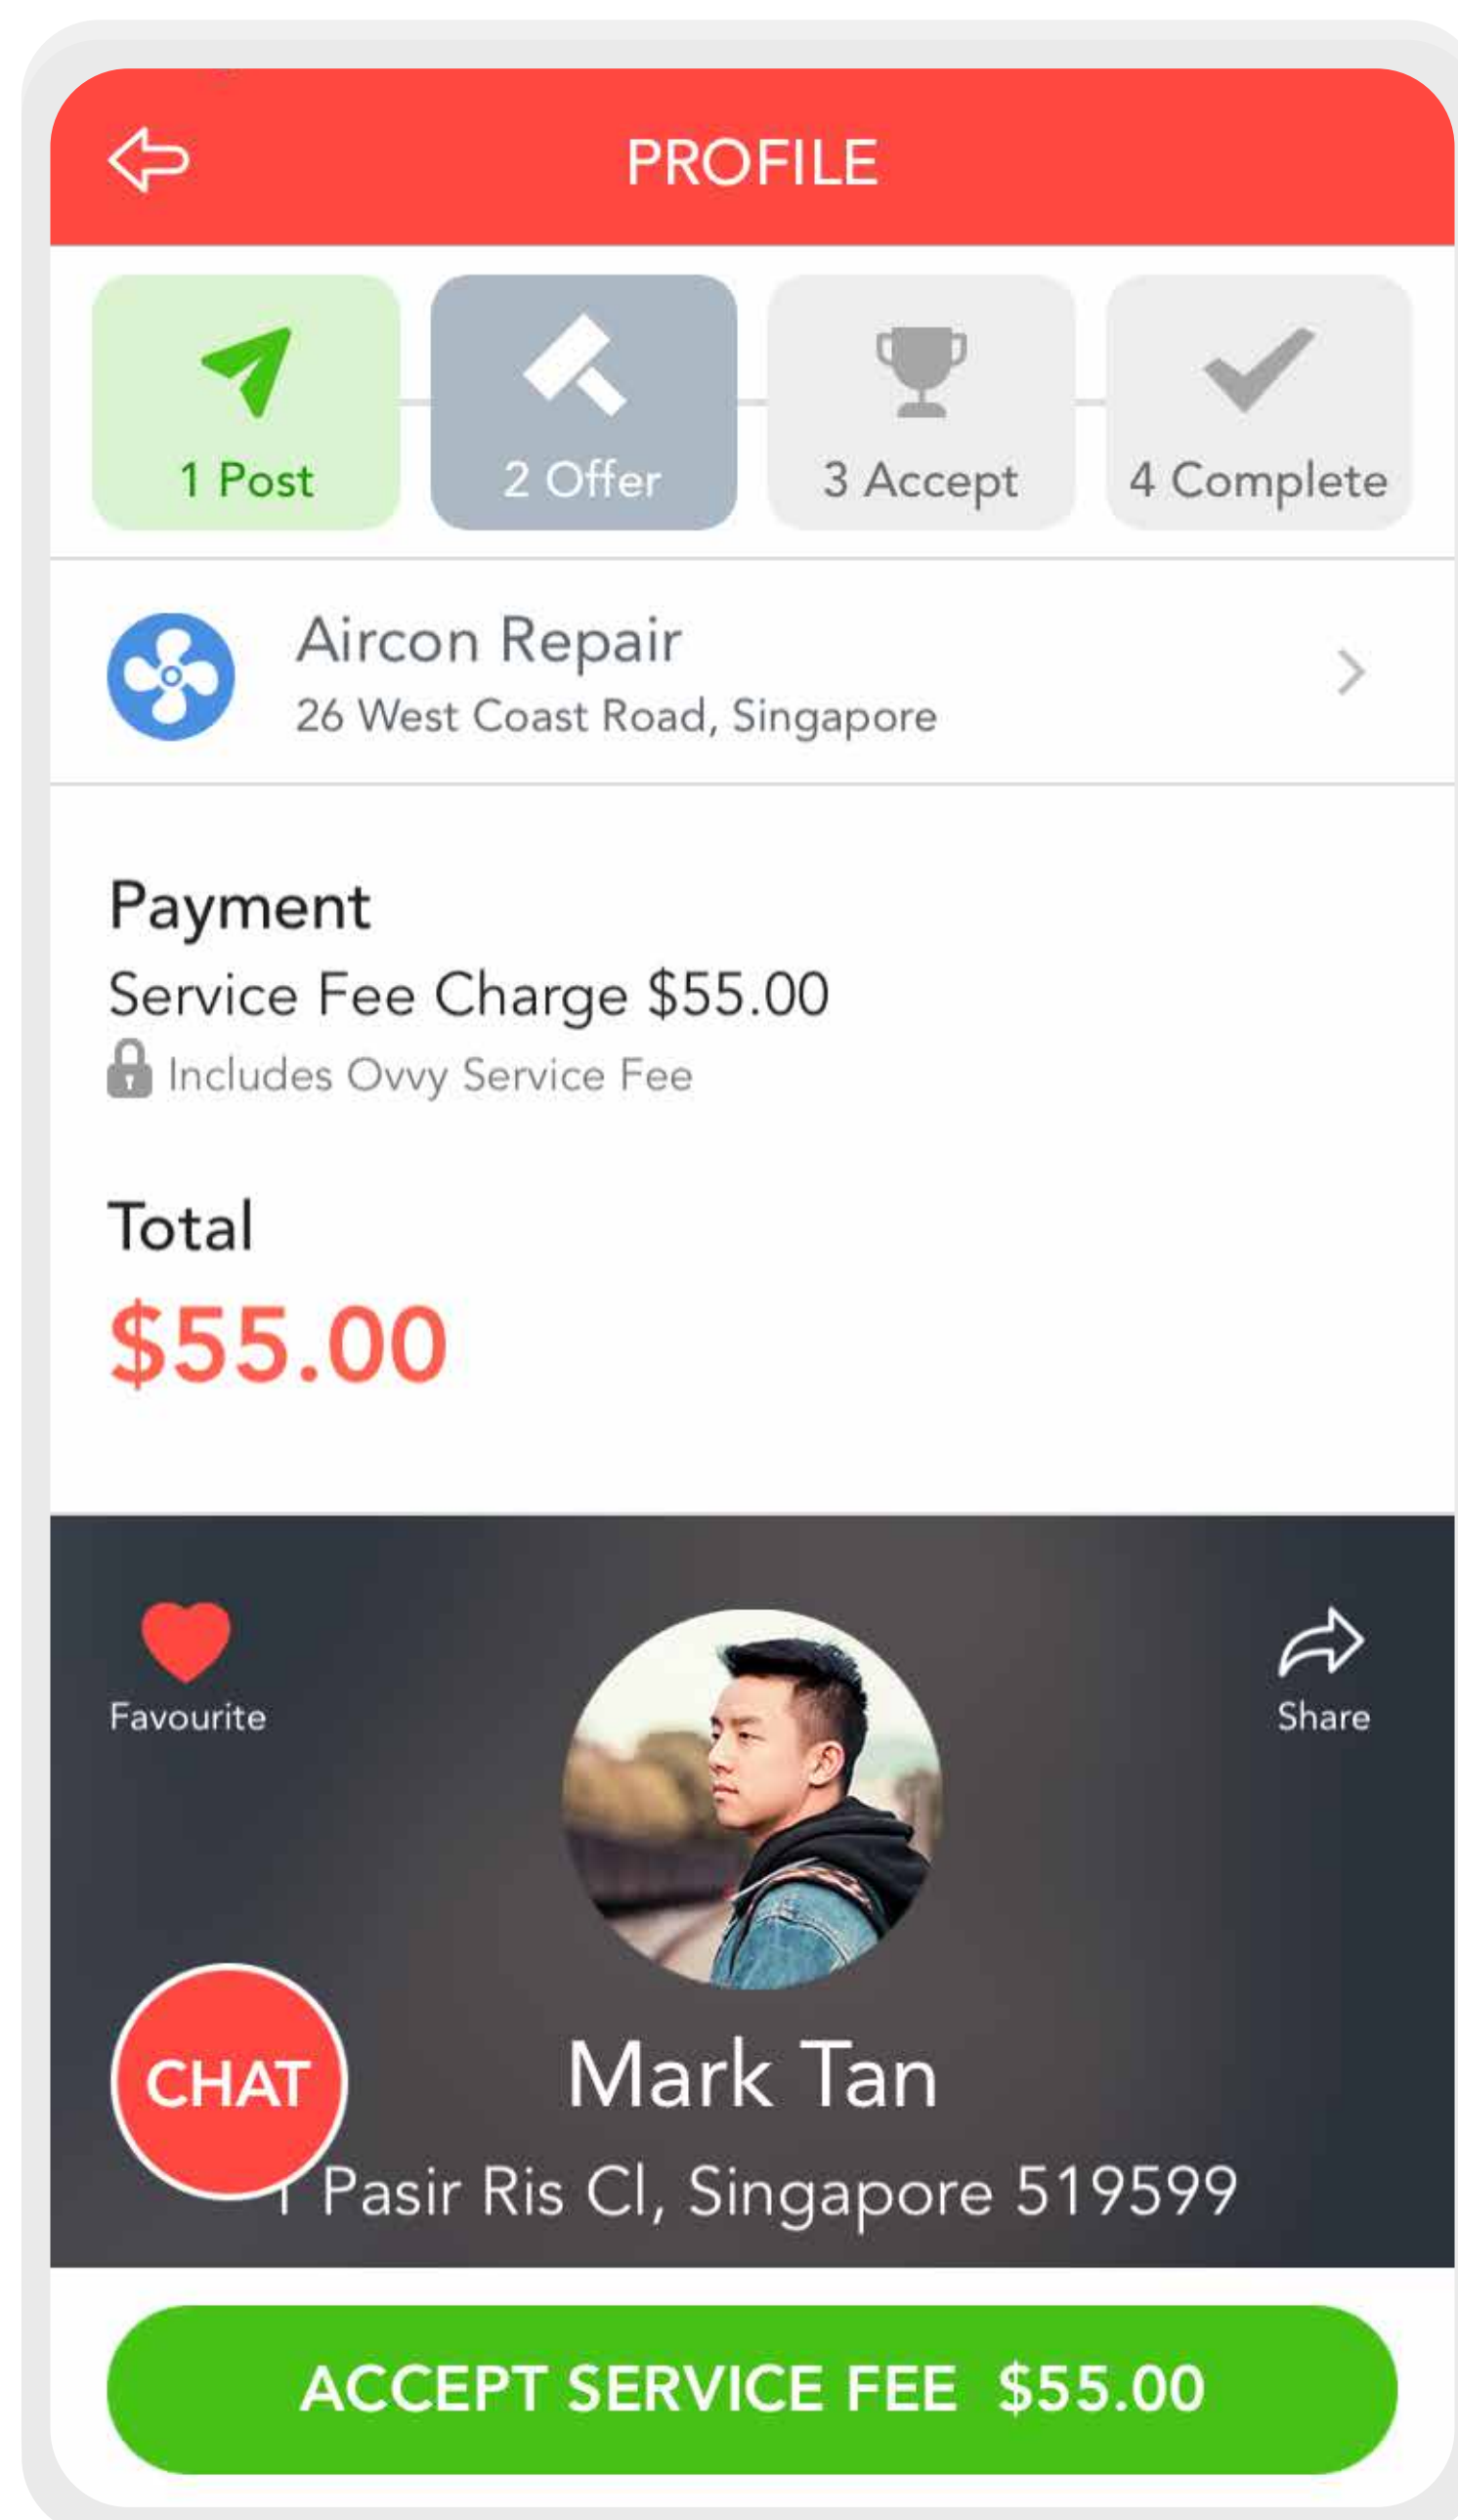 PROFILE
1 Post
2 Offer
3 Accept
4 Complete
Aircon Repair
26 West Coast Road, Singapore
Payment
Service Fee Charge $55.00
Includes Ovvy Service Fee
Total
$55.00
Favourite
Share
CHAT
Mark Tan
Pasir Ris Cl, Singapore 519599
ACCEPT SERVICE FEE $55.00